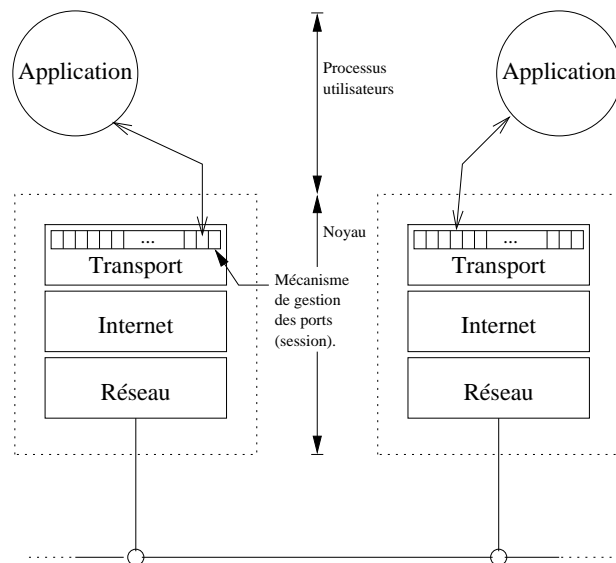 Application
Processus
utilisateurs
Application
Noyau
...
Transport
Mécanisme
de gestion
des ports
(session).
...
Transport
Internet
Internet
Réseau
Réseau